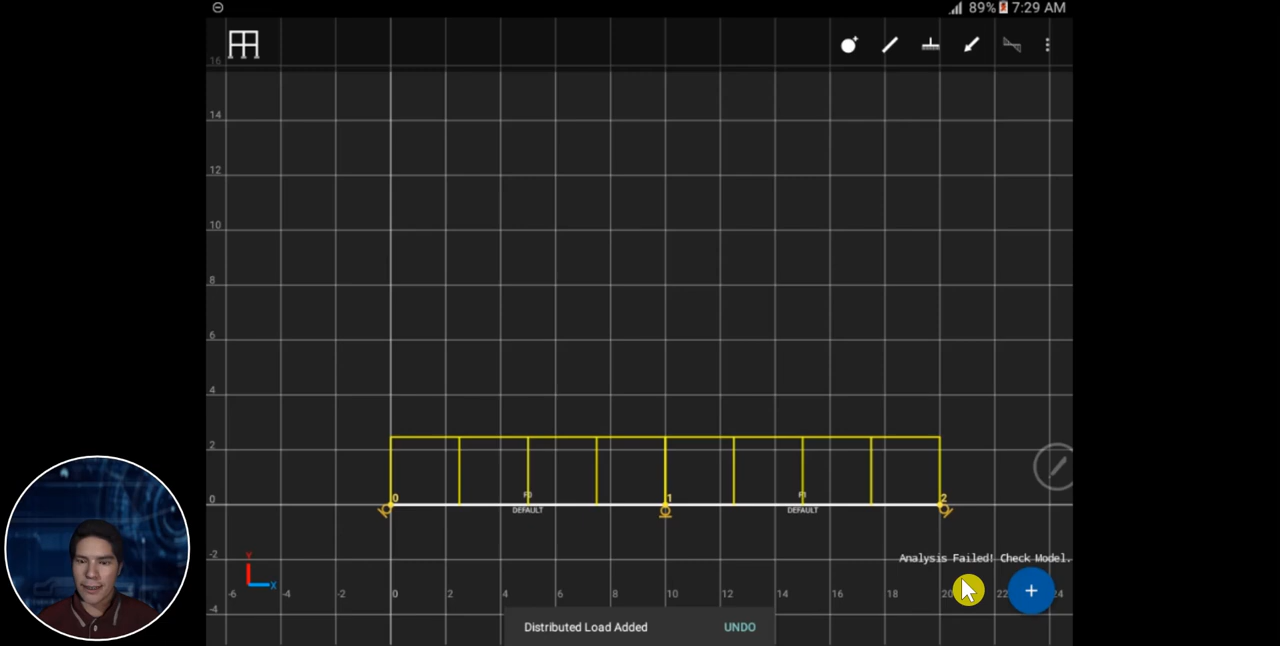 89% 7:29 AM
16
14
12
10
8
6
4
2
0
0 1 2
F0 F1
DEFAULT DEFAULT
-2
Y
X
Analysis Failed! Check Model.
-6 -4 -2 0 2 4 6 8 10 12 14 16 18 20 22 24
-4
Distributed Load Added UNDO